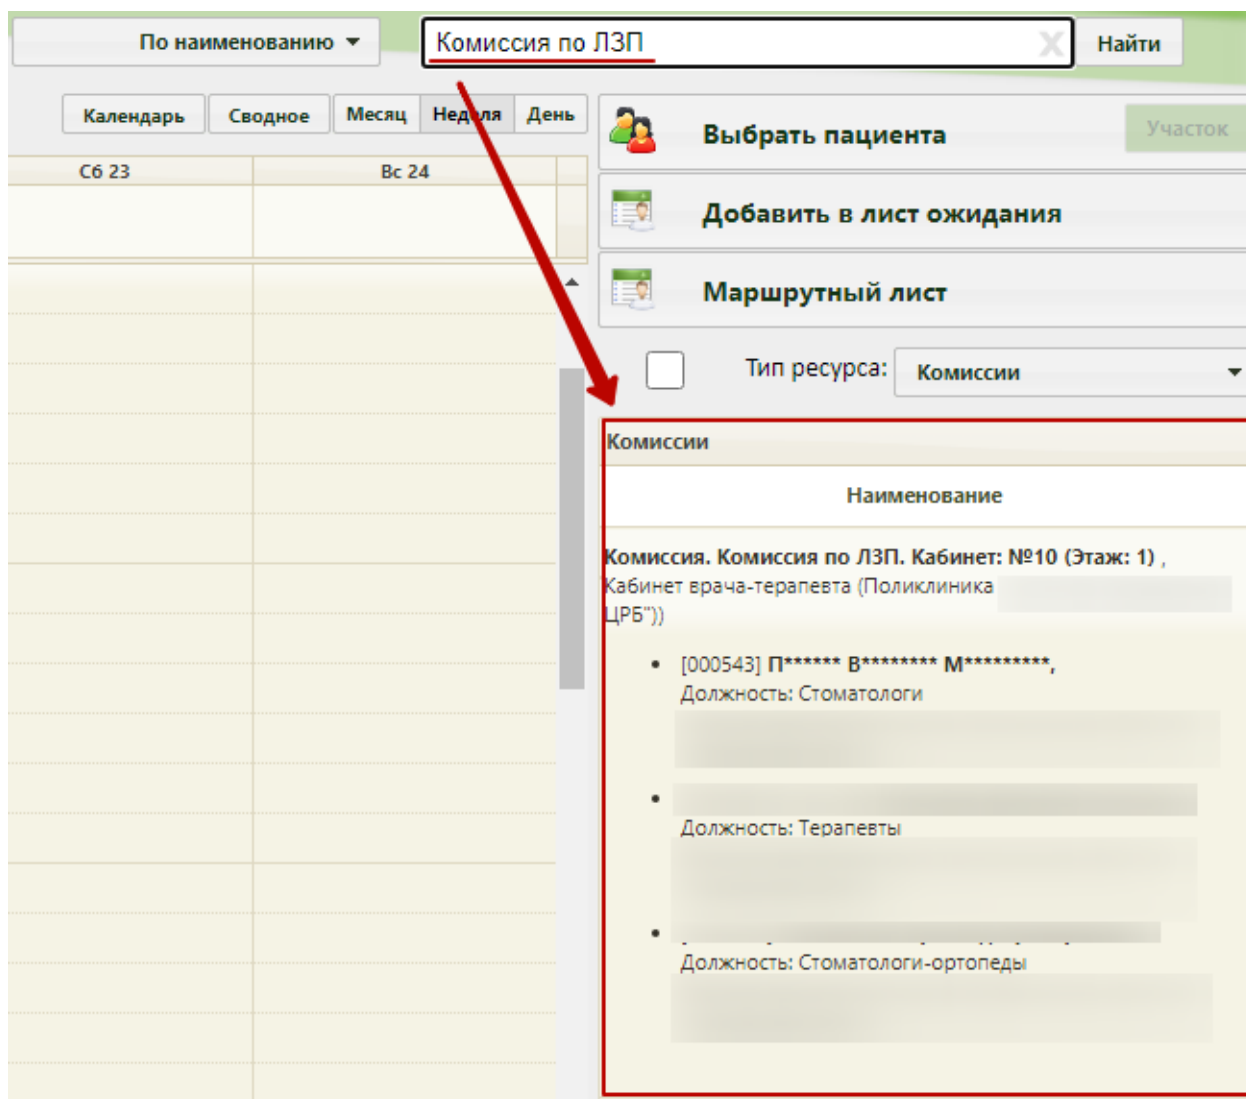 По наименованию
Комиссия по ЛЗП
X
Найти
Календарь
Сводное
Месяц
Неделя
День
Сб 23
Вс 24
Выбрать пациента
Участок
Добавить в лист ожидания
Маршрутный лист
Тип ресурса:
Комиссии
Комиссии
Наименование
Комиссия. Комиссия по ЛЗП. Кабинет: №10 (Этаж: 1) ,
Кабинет врача-терапевта (Поликлиника
ЦРБ"))
• [000543] П****** В******** М*********,
Должность: Стоматологи
•
Должность: Терапевты
•
Должность: Стоматологи-ортопеды